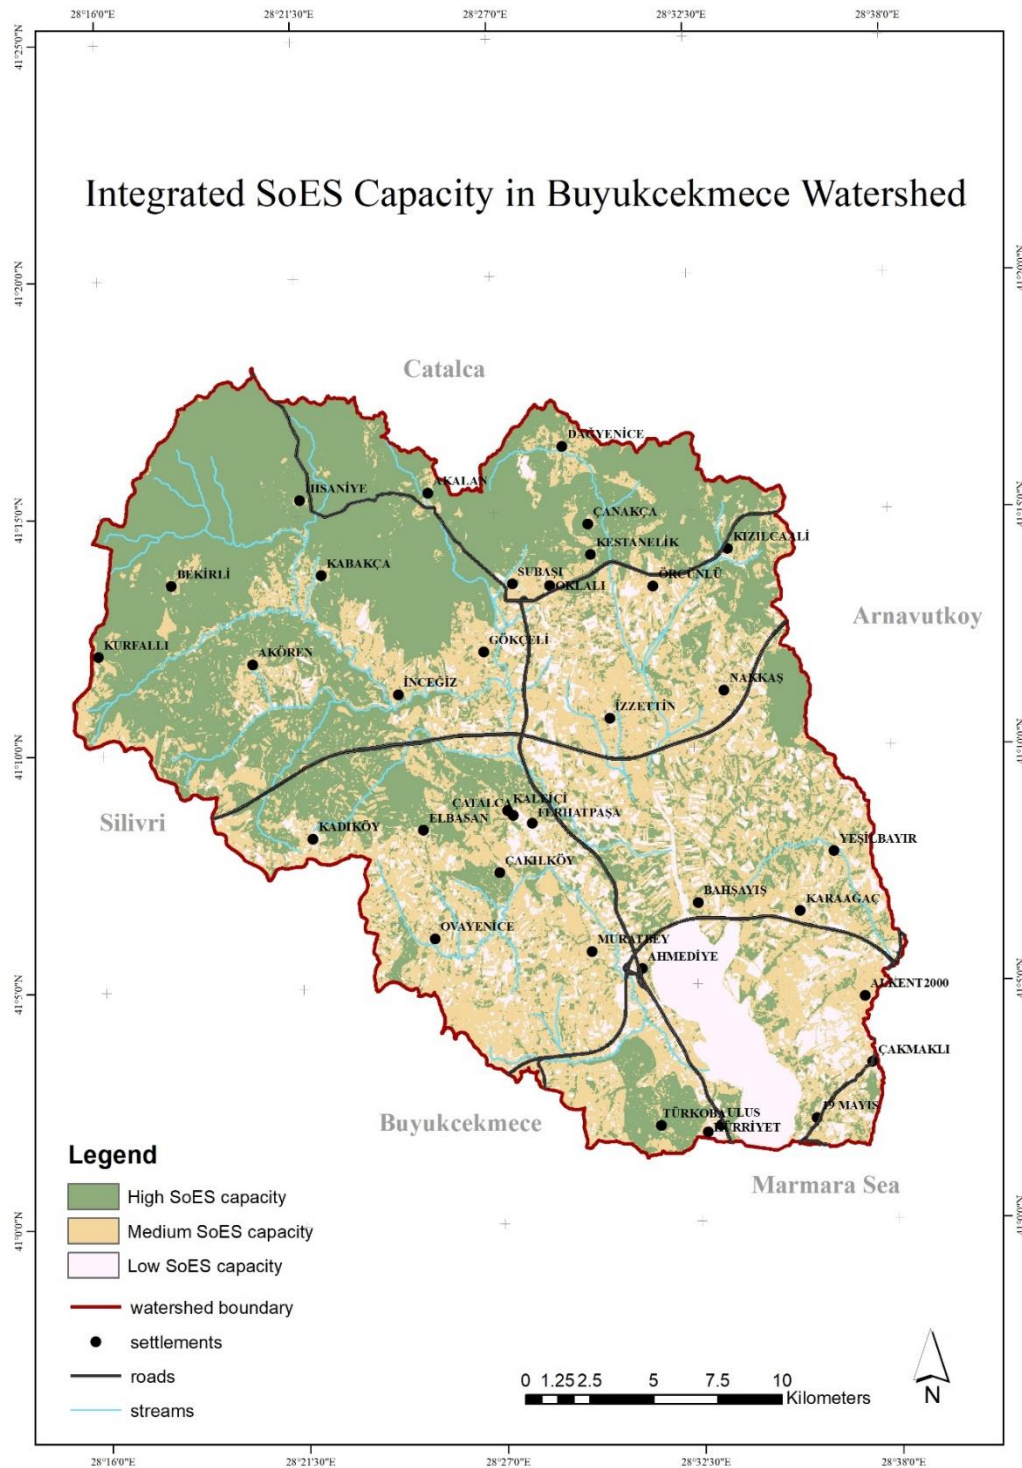 28°16'0"E 28°21'30"E 28°27'0"E 28°32'30"E 28°38'0"E
41°25'0"N
Integrated SoES Capacity in Buyukcekmece Watershed
41°20'0"N
Catalca
DAĞYENİCE
İHSANİYE
AKALAN
41°15'0"N
ÇANAKÇA
KIZILCAALİ
KESTANELİK
BEKİRLİ
KABAKÇA
SUBAŞI
OKLALI
ÖRCÜNLÜ
Arnavutkoy
KURFALLI
GÖKÇELİ
AKÖREN
İNCEĞİZ
NAKKAŞ
İZZETTİN
41°10'0"N
Silivri
ÇATALCA
KALEİÇİ
FERHATPAŞA
ELBASAN
KADIKÖY
YEŞİLBAYIR
ÇAKILKÖY
BAHŞAYIŞ
KARAAĞAÇ
OVAYENİCE
MURATBEY
AHMEDİYE
41°5'0"N
ALKENT2000
ÇAKMAKLI
19 MAYIS
Buyukcekmece
TÜRKOBA
ULUS
HÜRRİYET
Marmara Sea
Legend
High SoES capacity
Medium SoES capacity
Low SoES capacity
41°0'0"N
watershed boundary
settlements
roads
streams
0 1.25 2.5 5 7.5 10
Kilometers
N
28°16'0"E 28°21'30"E 28°27'0"E 28°32'30"E 28°38'0"E